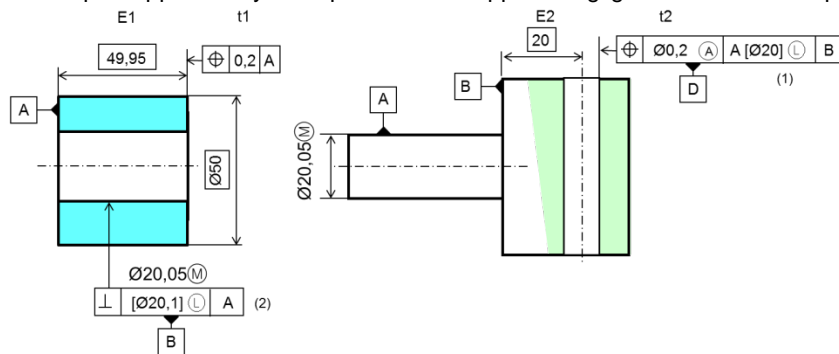 E1 t1 E2 t2
49,95
⌖ 0,2 A
20
⌖ Ø0,2 Ⓐ A [Ø20] Ⓛ B
(1)
D
A
B
A
Ø50
Ø20,05Ⓜ
Ø20,05Ⓜ
⊥ [Ø20,1] Ⓛ A (2)
B